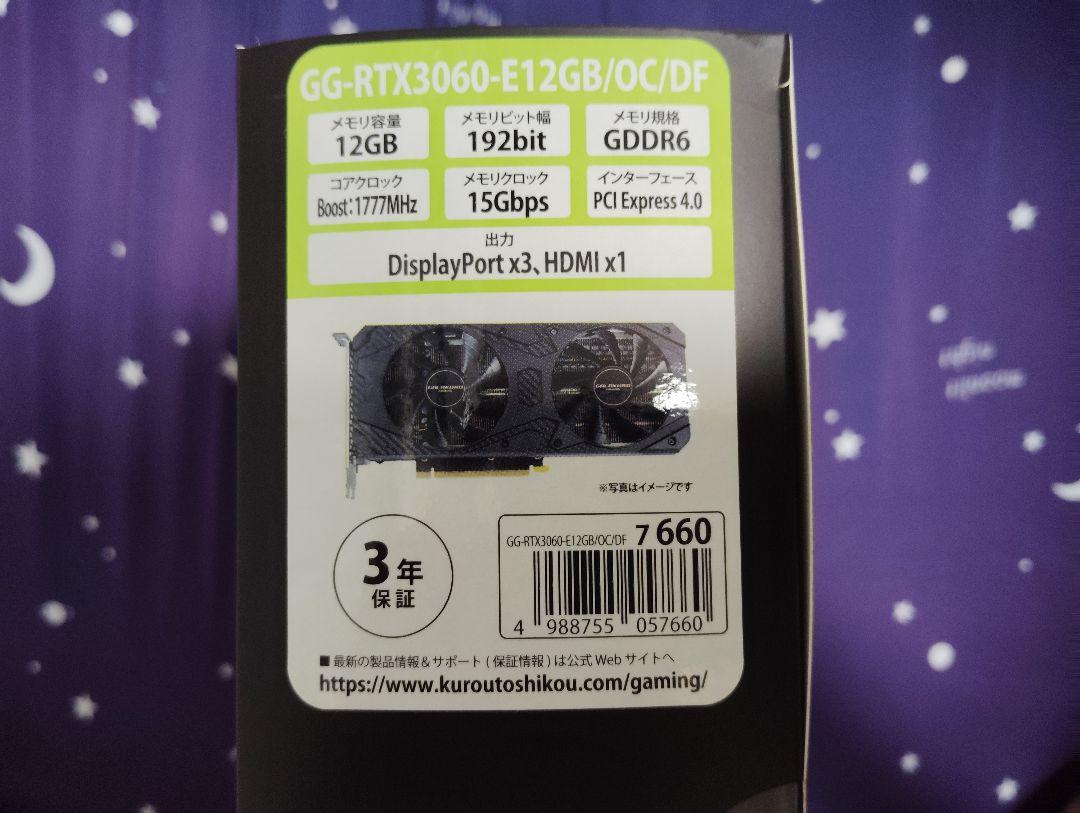 GG-RTX3060-E12GB/OC/DF
メモリ容量
12GB
メモリビット幅
192bit
メモリ規格
GDDR6
コアクロック
Boost:1777MHz
メモリクロック
15Gbps
インターフェース
PCI Express 4.0
出力
DisplayPort x3、HDMI x1
※写真はイメージです
3年
保証
GG-RTX3060-E12GB/OC/DF 7 660
4 988755 057660
■ 最新の製品情報&サポート(保証情報)は公式Webサイトへ
https://www.kuroutoshikou.com/gaming/